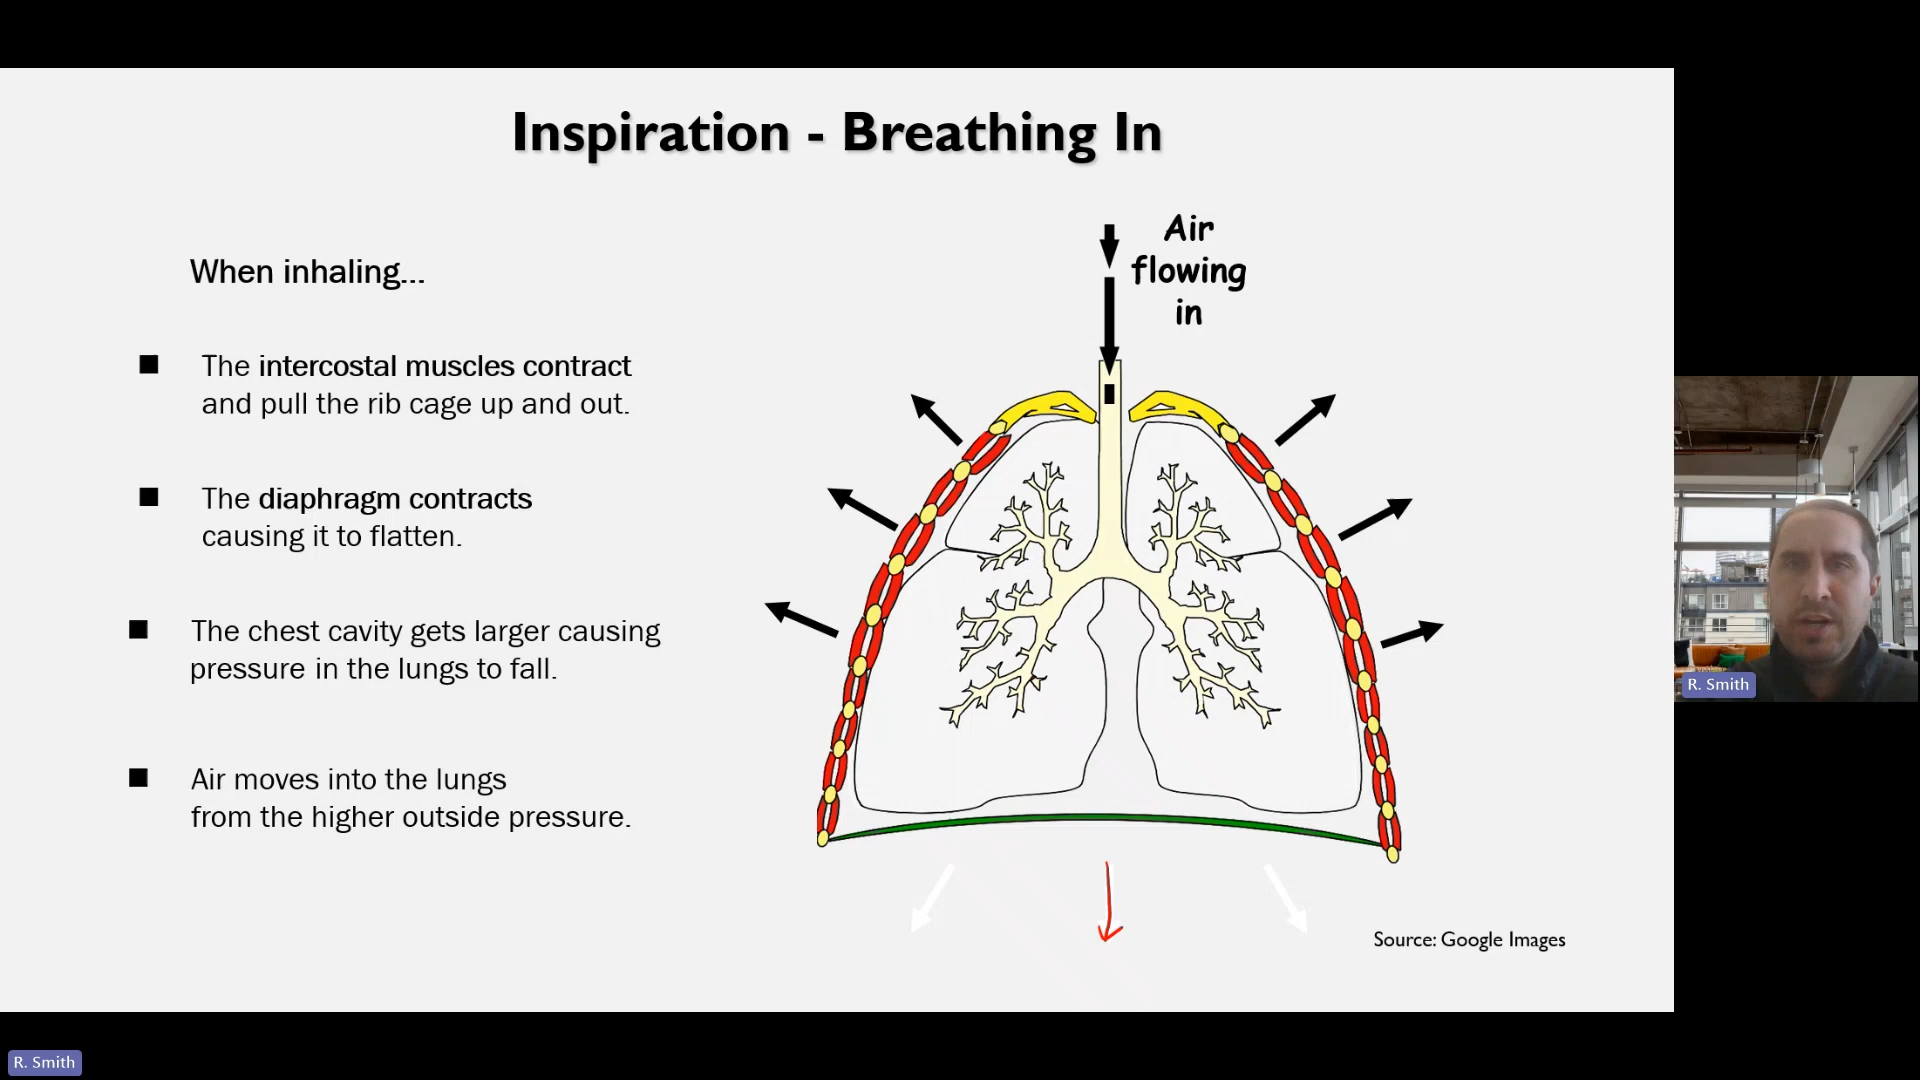 Inspiration - Breathing In
When inhaling...
The intercostal muscles contract
and pull the rib cage up and out.
The diaphragm contracts
causing it to flatten.
The chest cavity gets larger causing
pressure in the lungs to fall.
Air moves into the lungs
from the higher outside pressure.
Air
flowing
in
Source: Google Images
R. Smith
R. Smith